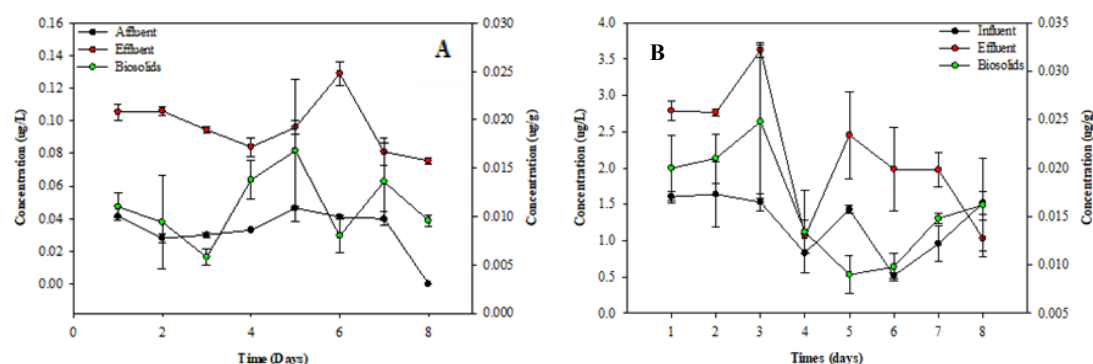 0.16
0.14
0.12
0.10
0.08
0.06
0.04
0.02
0.00
Concentration (ug/L)
Affluent
Effluent
Biosolids
A
0.030
0.025
0.020
0.015
0.010
0.005
0.000
Concentration (ug/g)
0 2 4 6 8
Time (Days)
4.0
3.5
3.0
2.5
2.0
1.5
1.0
0.5
0.0
Concentration (ug/L)
B
Influent
Effluent
Biosolids
0.035
0.030
0.025
0.020
0.015
0.010
0.005
Concentration (ug/g)
1 2 3 4 5 6 7 8
Times (days)